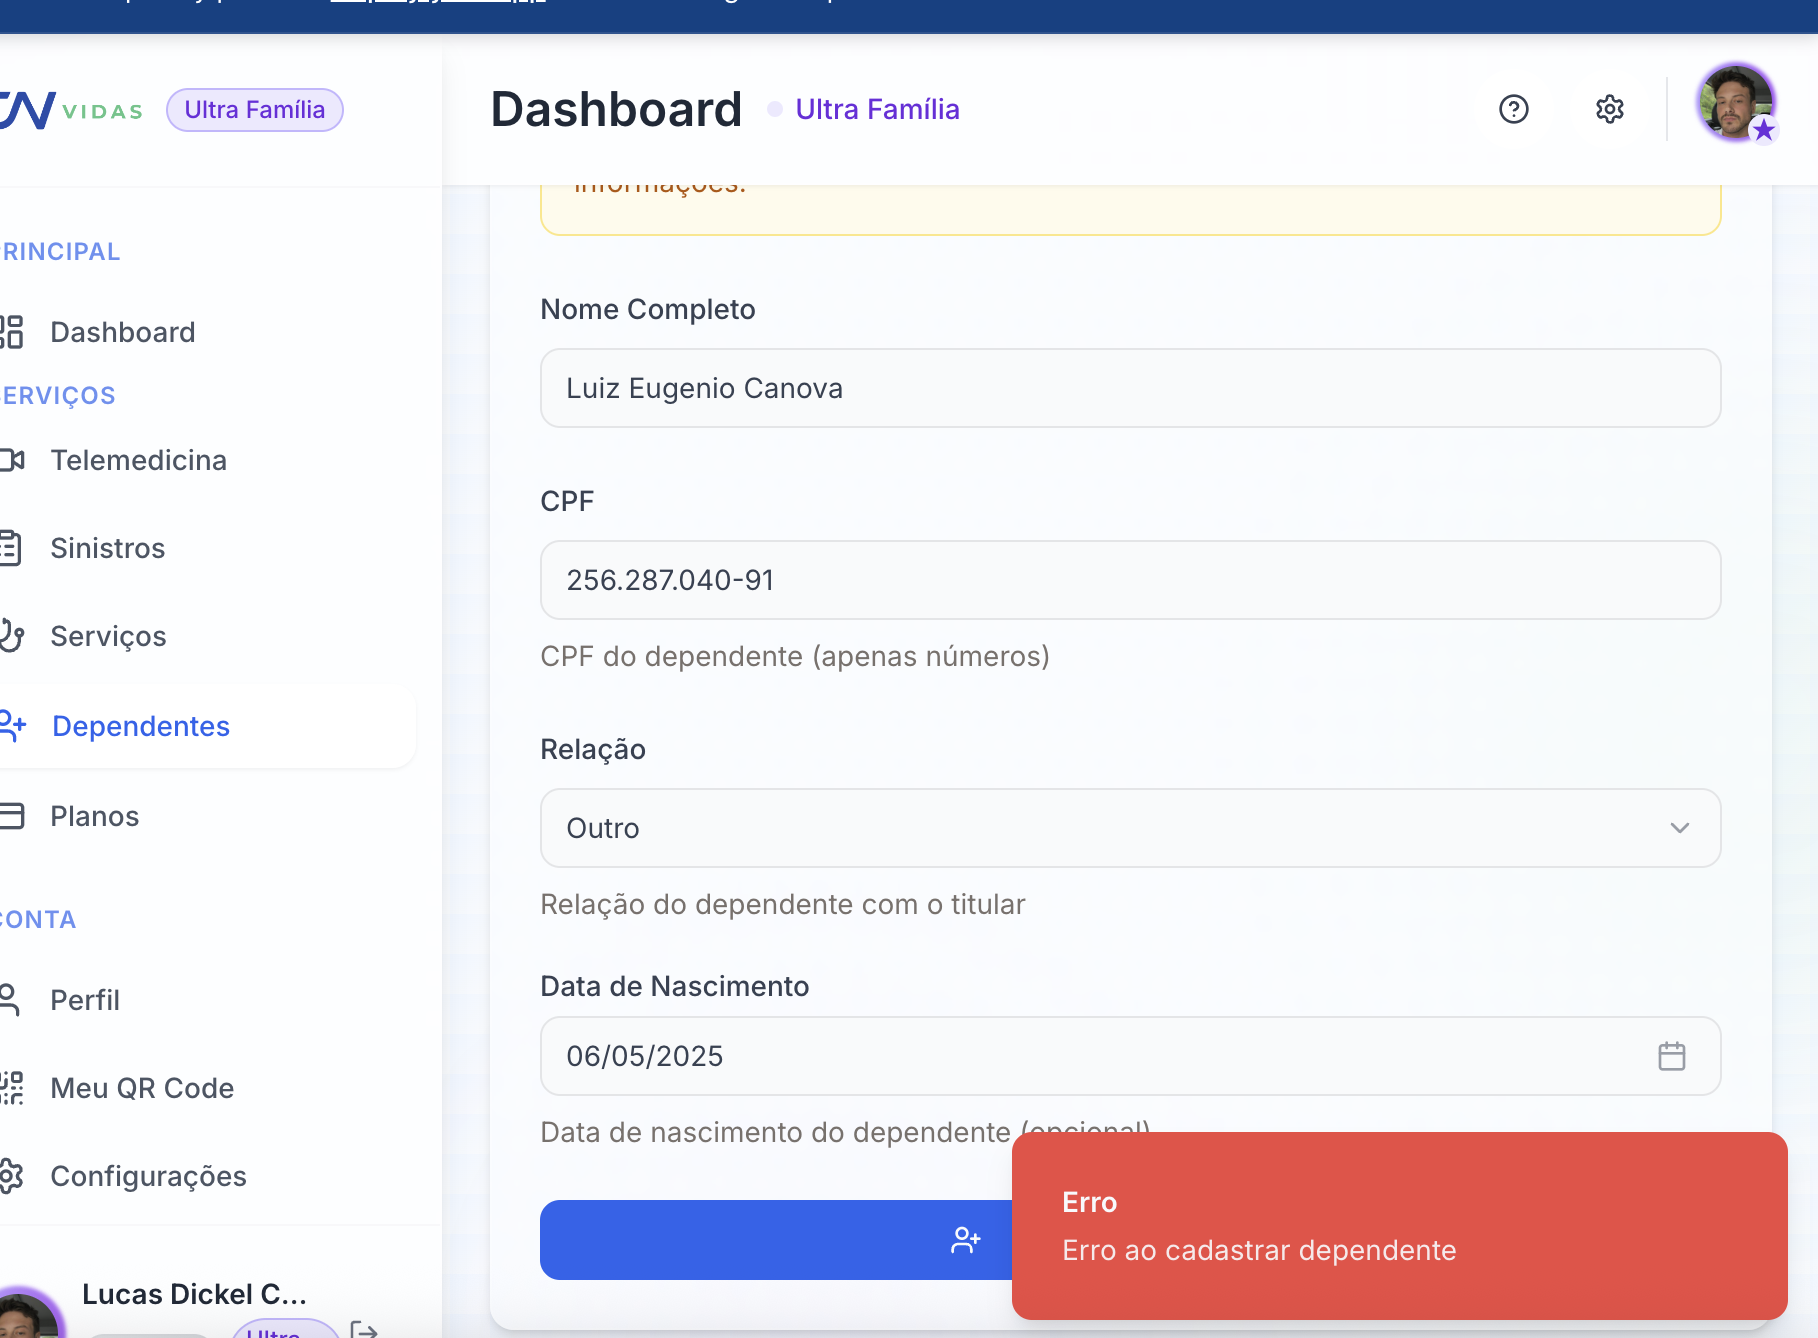 VIDAS
Ultra Família
Dashboard
Ultra Família
informações.
PRINCIPAL
Dashboard
SERVIÇOS
Telemedicina
Sinistros
Serviços
Dependentes
Planos
CONTA
Perfil
Meu QR Code
Configurações
Lucas Dickel C...
Ultra
Nome Completo
Luiz Eugenio Canova
CPF
256.287.040-91
CPF do dependente (apenas números)
Relação
Outro
Relação do dependente com o titular
Data de Nascimento
06/05/2025
Data de nascimento do dependente (opcional)
Erro
Erro ao cadastrar dependente